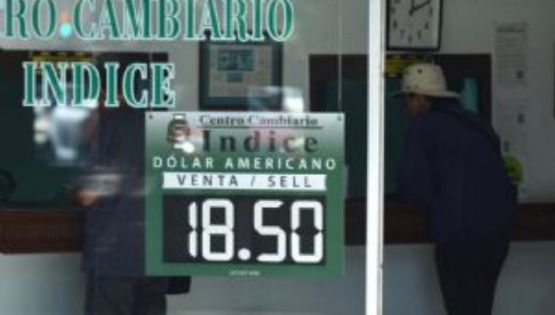 RO CAMBIARIO
INDICE
Centro Cambiario
Indice
DÓLAR AMERICANO
VENTA / SELL
18.50